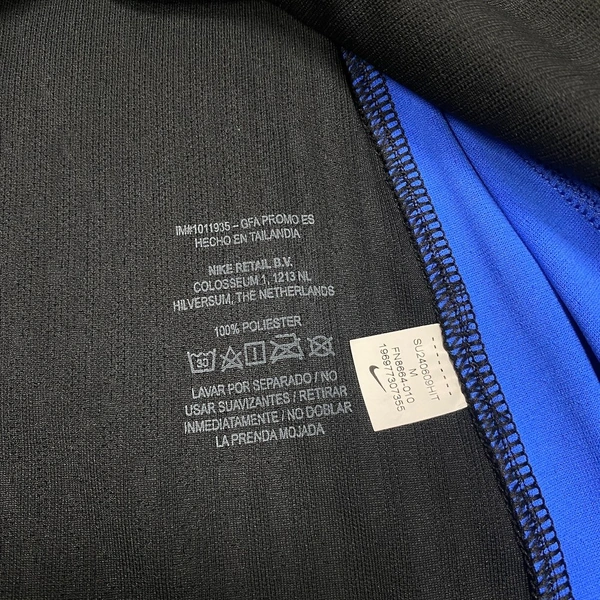 IM#1011935 – GFA PROMO ES
HECHO EN TAILANDIA
NIKE RETAIL B.V.
COLOSSEUM 1, 1213 NL
HILVERSUM, THE NETHERLANDS
100% POLIESTER
30
LAVAR POR SEPARADO / NO
USAR SUAVIZANTES / RETIRAR
INMEDIATAMENTE / NO DOBLAR
LA PRENDA MOJADA
SU240609HIT
M
FN8664-010
196977307355